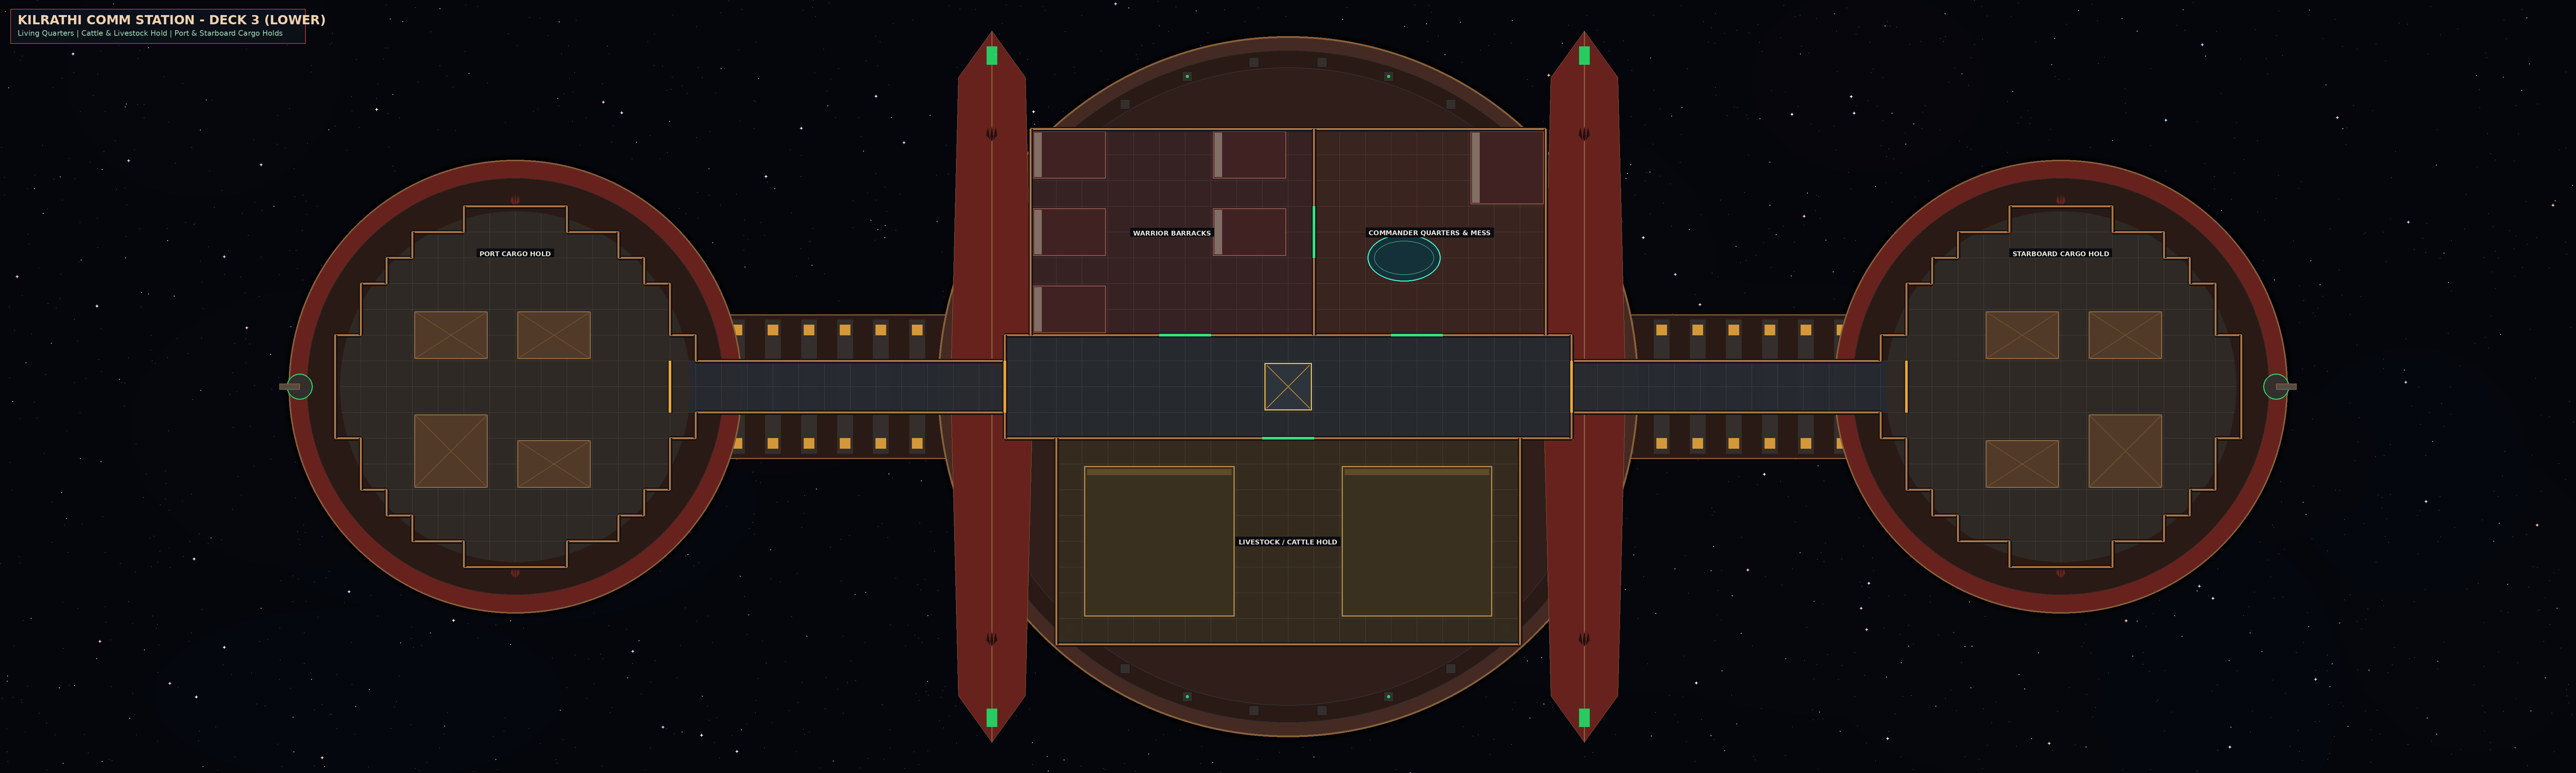 KILRATHI COMM STATION - DECK 3 (LOWER)
Living Quarters | Cattle & Livestock Hold | Port & Starboard Cargo Holds
WARRIOR BARRACKS
COMMANDER QUARTERS & MESS
PORT CARGO HOLD
STARBOARD CARGO HOLD
LIVESTOCK / CATTLE HOLD